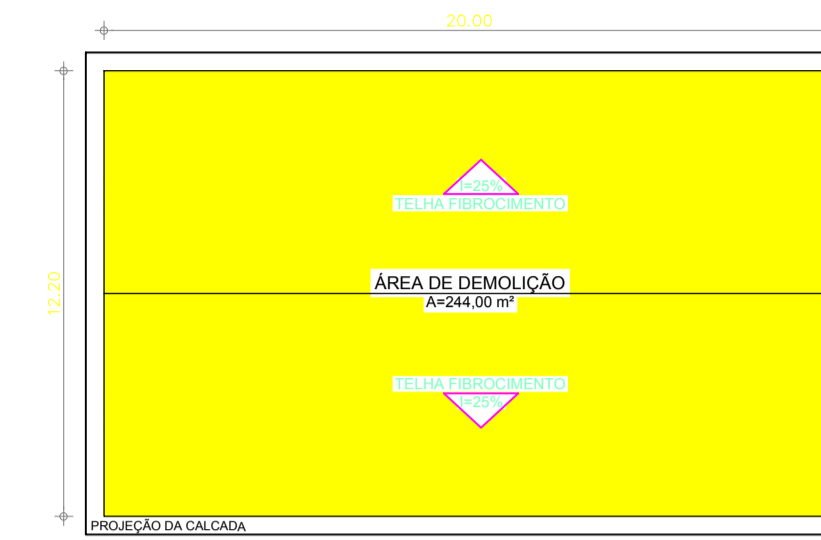 20.00
I=25%
TELHA FIBROCIMENTO
12.20
ÁREA DE DEMOLIÇÃO
A=244,00 m²
TELHA FIBROCIMENTO
I=25%
PROJEÇÃO DA CALCADA